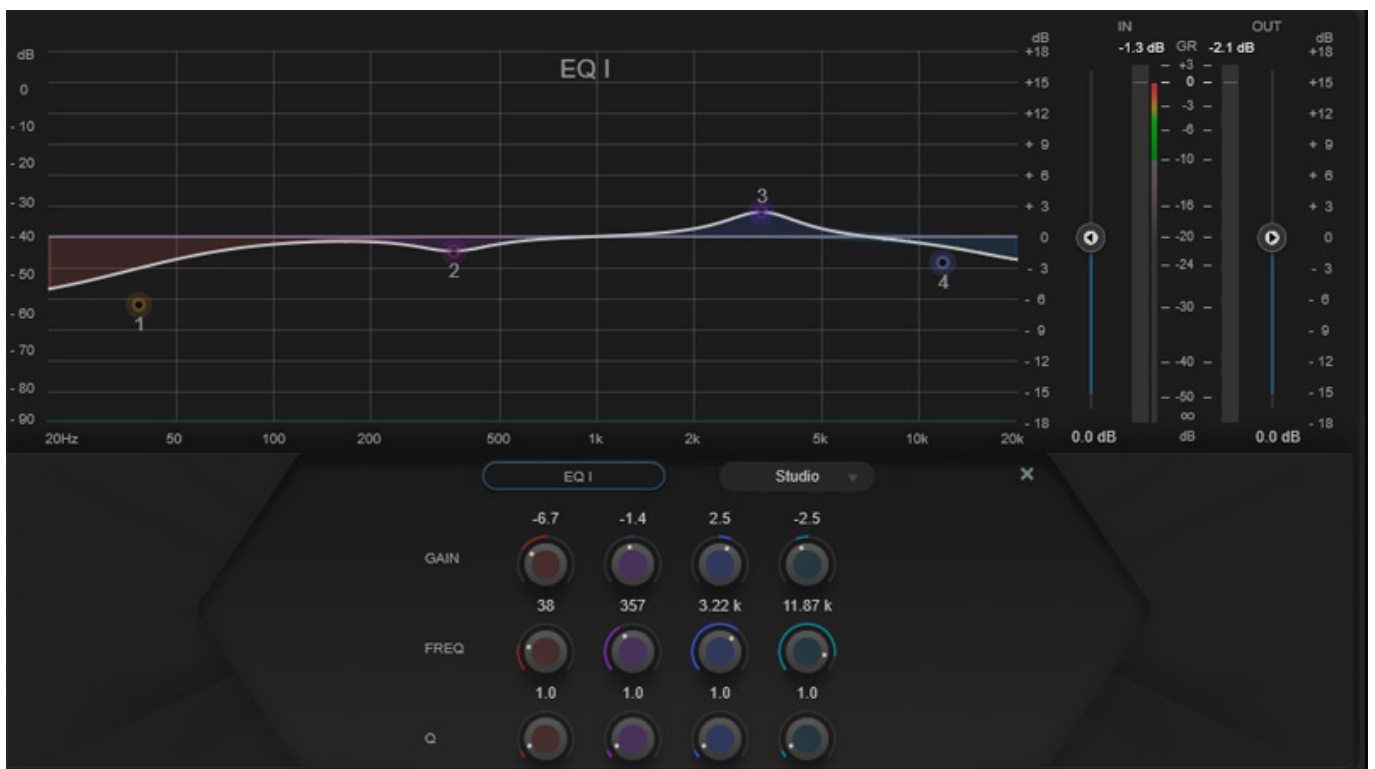 IN OUT
dB -1.3 dB GR -2.1 dB dB
dB +18 +3 +18
EQ I
0 +15 0 +15
-3
- 10 +12 +12
-6
- 20 + 9 -10 + 9
+ 6 + 6
- 30 3 + 3 -16 + 3
- 40 0 -20 0
2 -24
- 50 4 - 3 - 3
- 60 1 - 6 -30 - 6
- 9 - 9
- 70 - 12 -40 - 12
- 80 - 15 -50 - 15
- 90 - 18 ∞ - 18
20Hz 50 100 200 500 1k 2k 5k 10k 20k 0.0 dB dB 0.0 dB
EQ I Studio ×
-6.7 -1.4 2.5 -2.5
GAIN
38 357 3.22 k 11.87 k
FREQ
1.0 1.0 1.0 1.0
Q